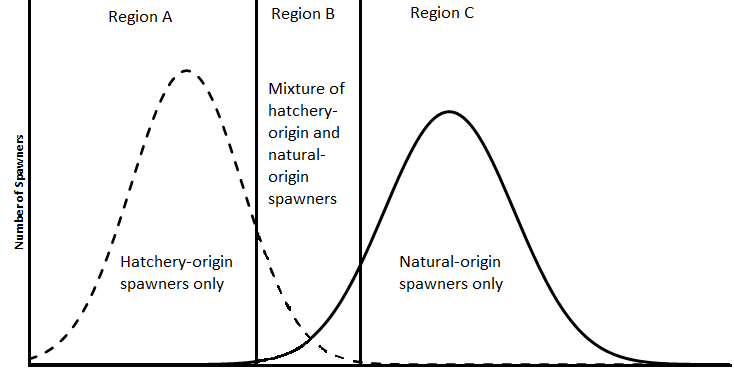 Region A
Region B
Region C
Mixture of
hatchery-
origin and
natural-
origin
spawners
Number of Spawners
Hatchery-origin
spawners only
Natural-origin
spawners only